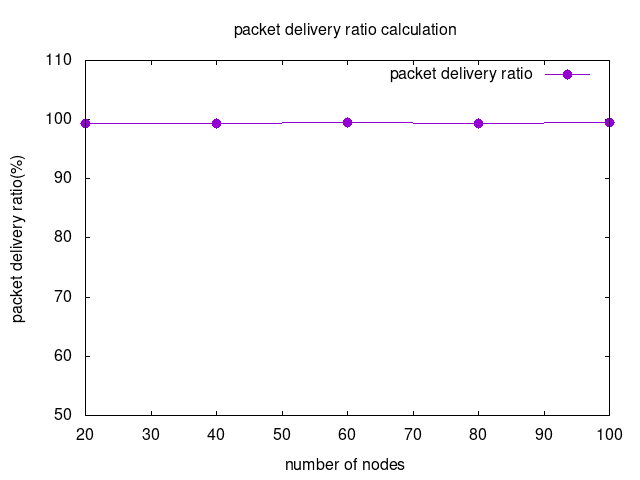 packet delivery ratio calculation
packet delivery ratio
110
100
90
80
70
60
50
packet delivery ratio(%)
20 30 40 50 60 70 80 90 100
number of nodes